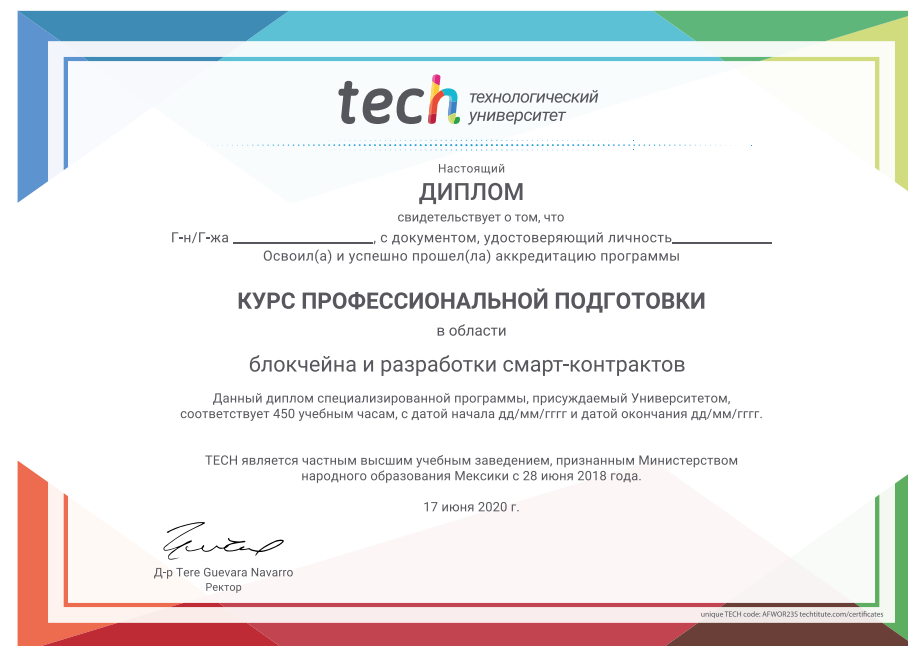 tech технологический
университет
Настоящий
ДИПЛОМ
свидетельствует о том, что
Г-н/Г-жа ____________________, с документом, удостоверяющий личность______________
Освоил(а) и успешно прошел(ла) аккредитацию программы
КУРС ПРОФЕССИОНАЛЬНОЙ ПОДГОТОВКИ
в области
блокчейна и разработки смарт-контрактов
Данный диплом специализированной программы, присуждаемый Университетом,
соответствует 450 учебным часам, с датой начала дд/мм/гггг и датой окончания дд/мм/гггг.
TECH является частным высшим учебным заведением, признанным Министерством
народного образования Мексики с 28 июня 2018 года.
17 июня 2020 г.
Д-р Tere Guevara Navarro
Ректор
unique TECH code: AFWOR23S techtitute.com/certificates